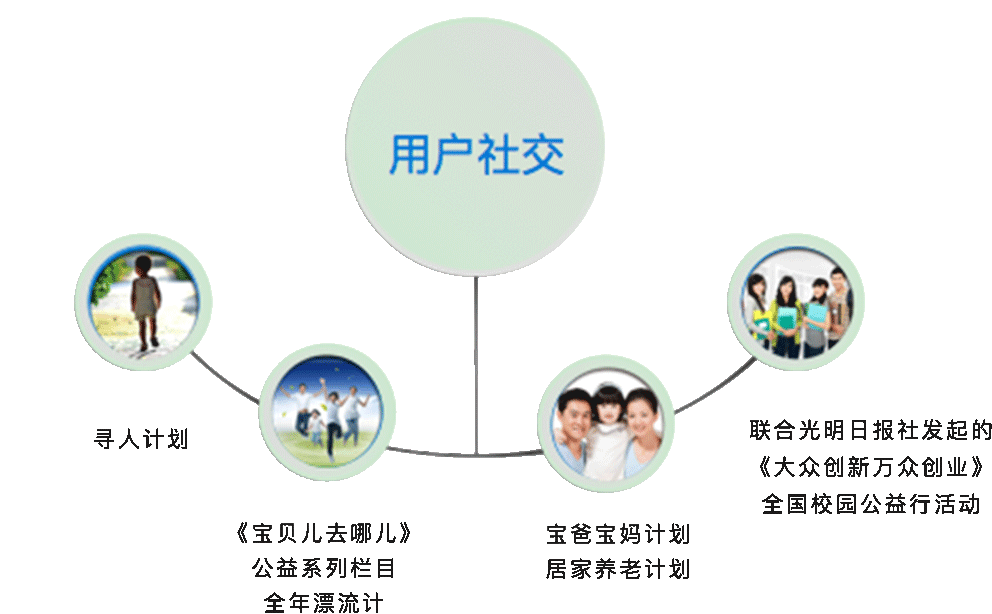 用户社交
寻人计划
《宝贝儿去哪儿》
公益系列栏目
全年漂流计
宝爸宝妈计划
居家养老计划
联合光明日报社发起的
《大众创新万众创业》
全国校园公益行活动